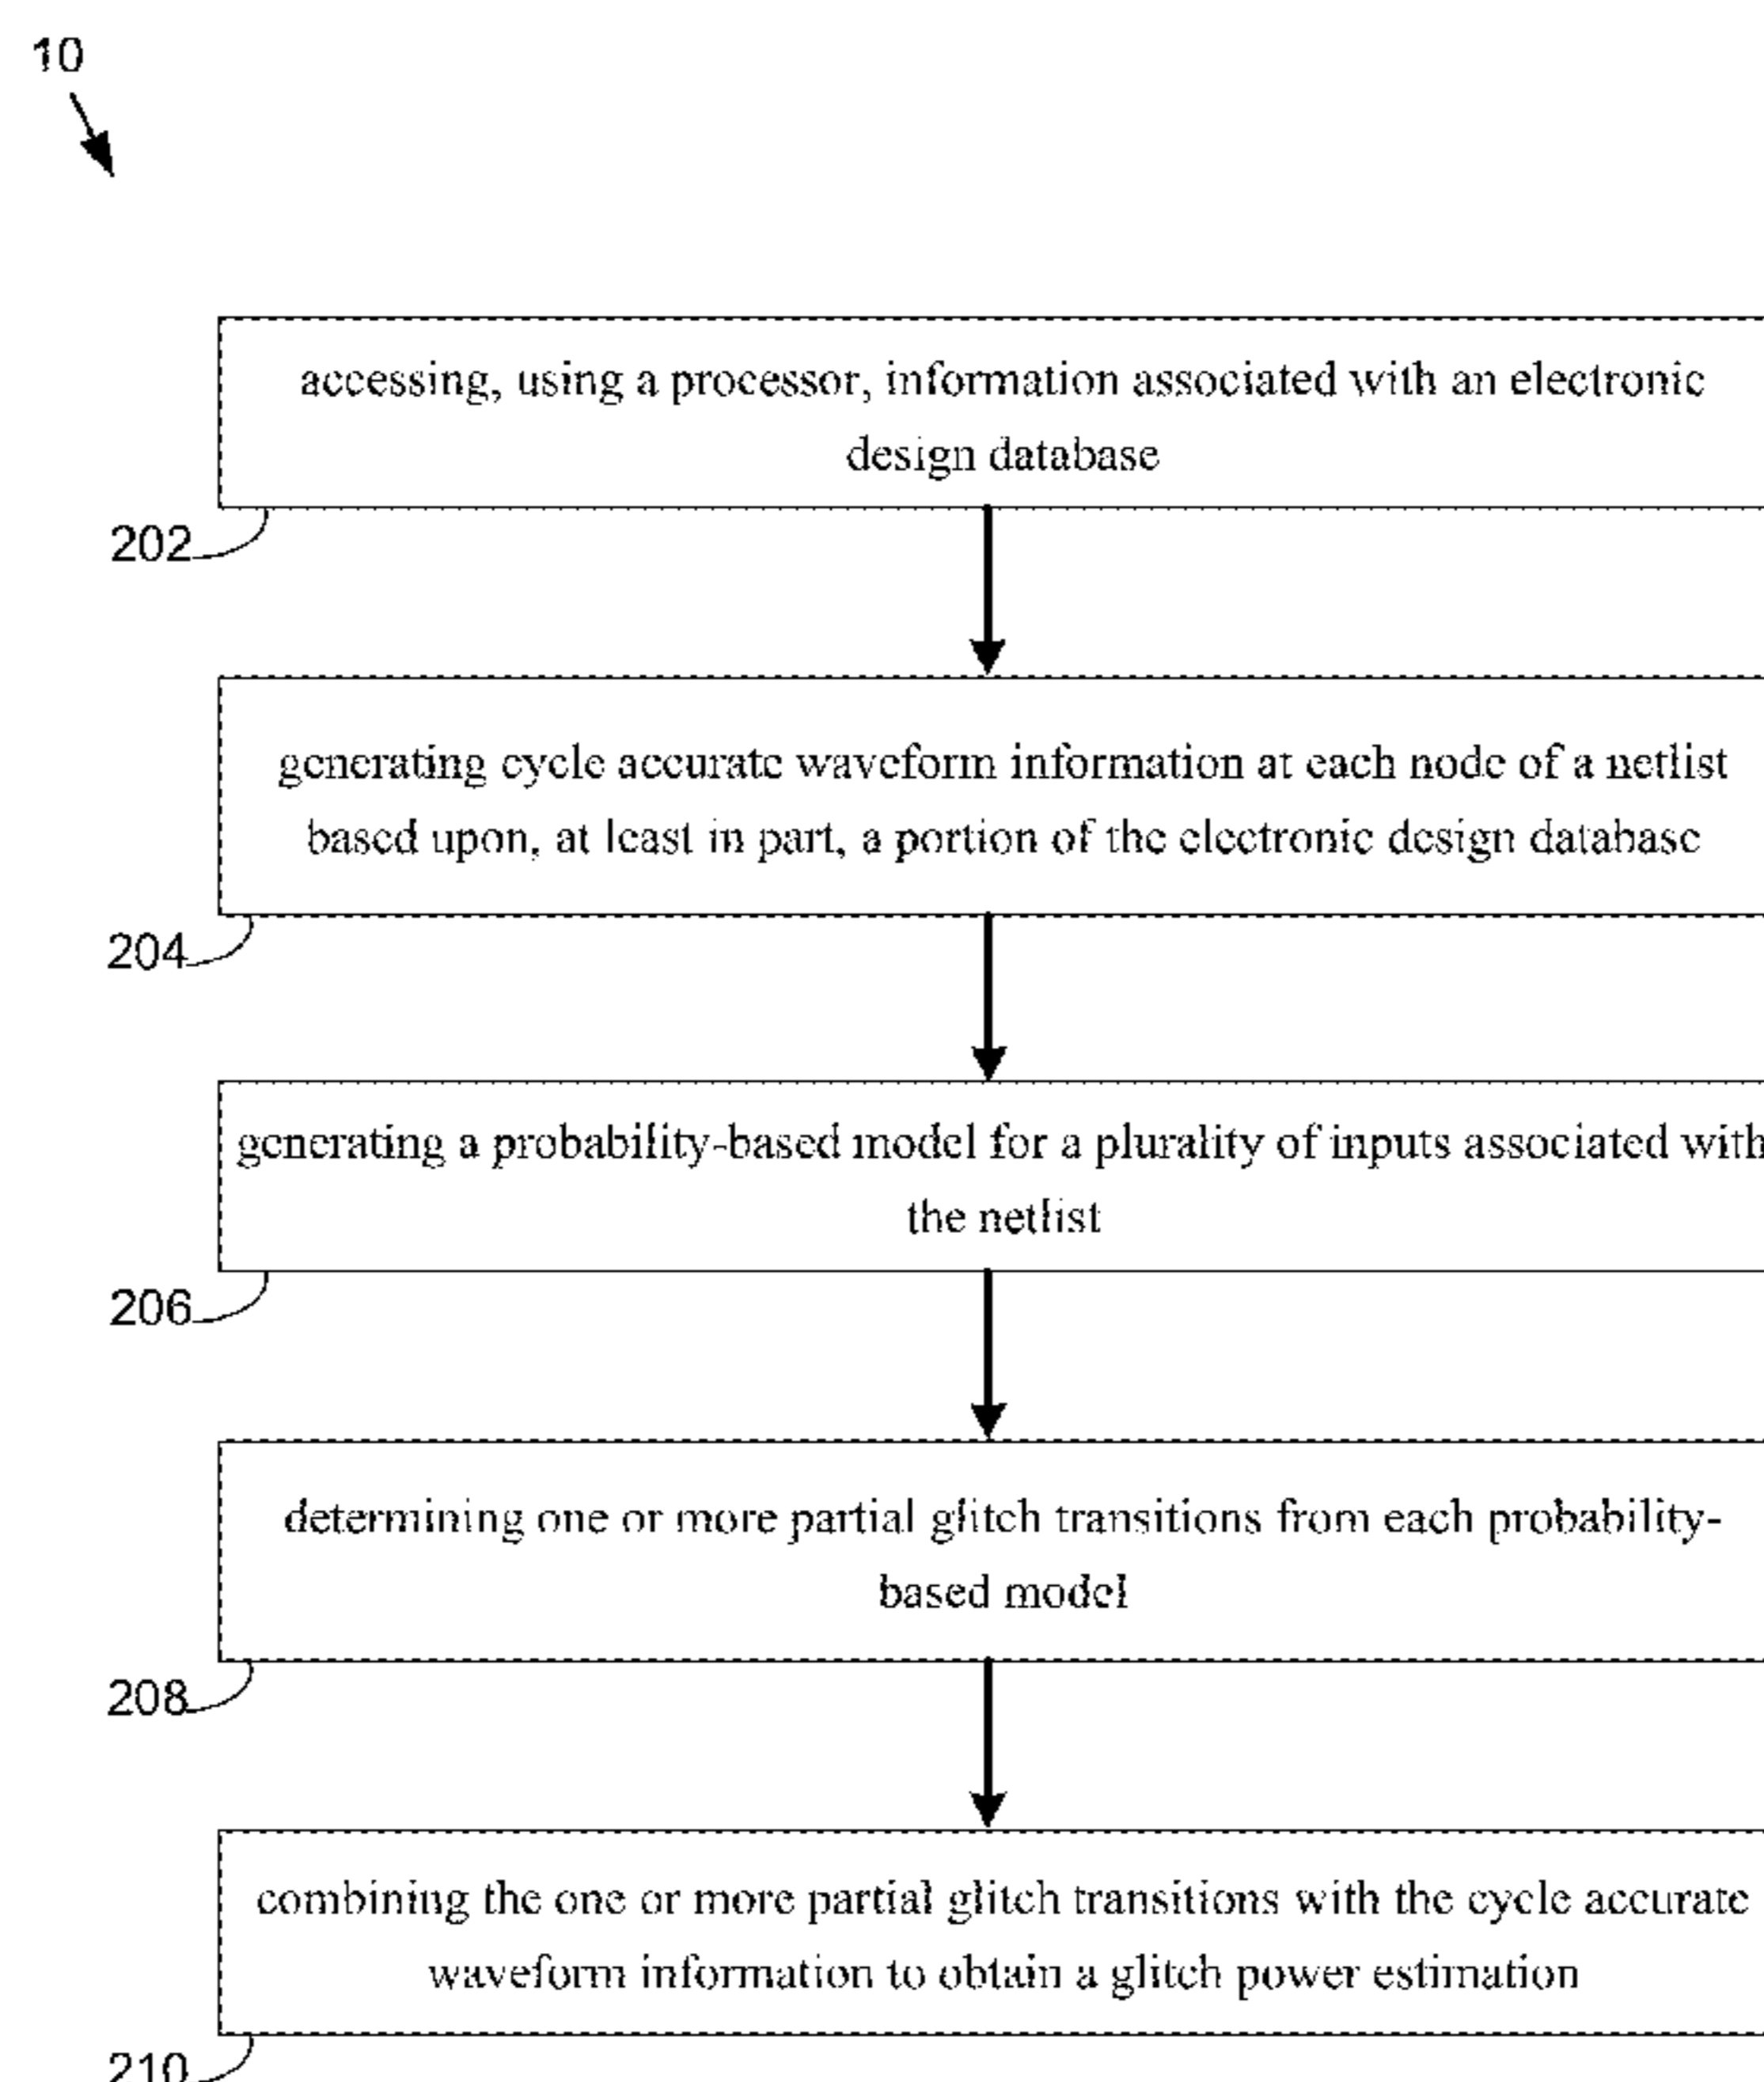 10
accessing, using a processor, information associated with an electronic
design database
202
generating cycle accurate waveform information at each node of a netlist
based upon, at least in part, a portion of the electronic design database
204
generating a probability-based model for a plurality of inputs associated with
the netlist
206
determining one or more partial glitch transitions from each probability-
based model
208
combining the one or more partial glitch transitions with the cycle accurate
waveform information to obtain a glitch power estimation
210